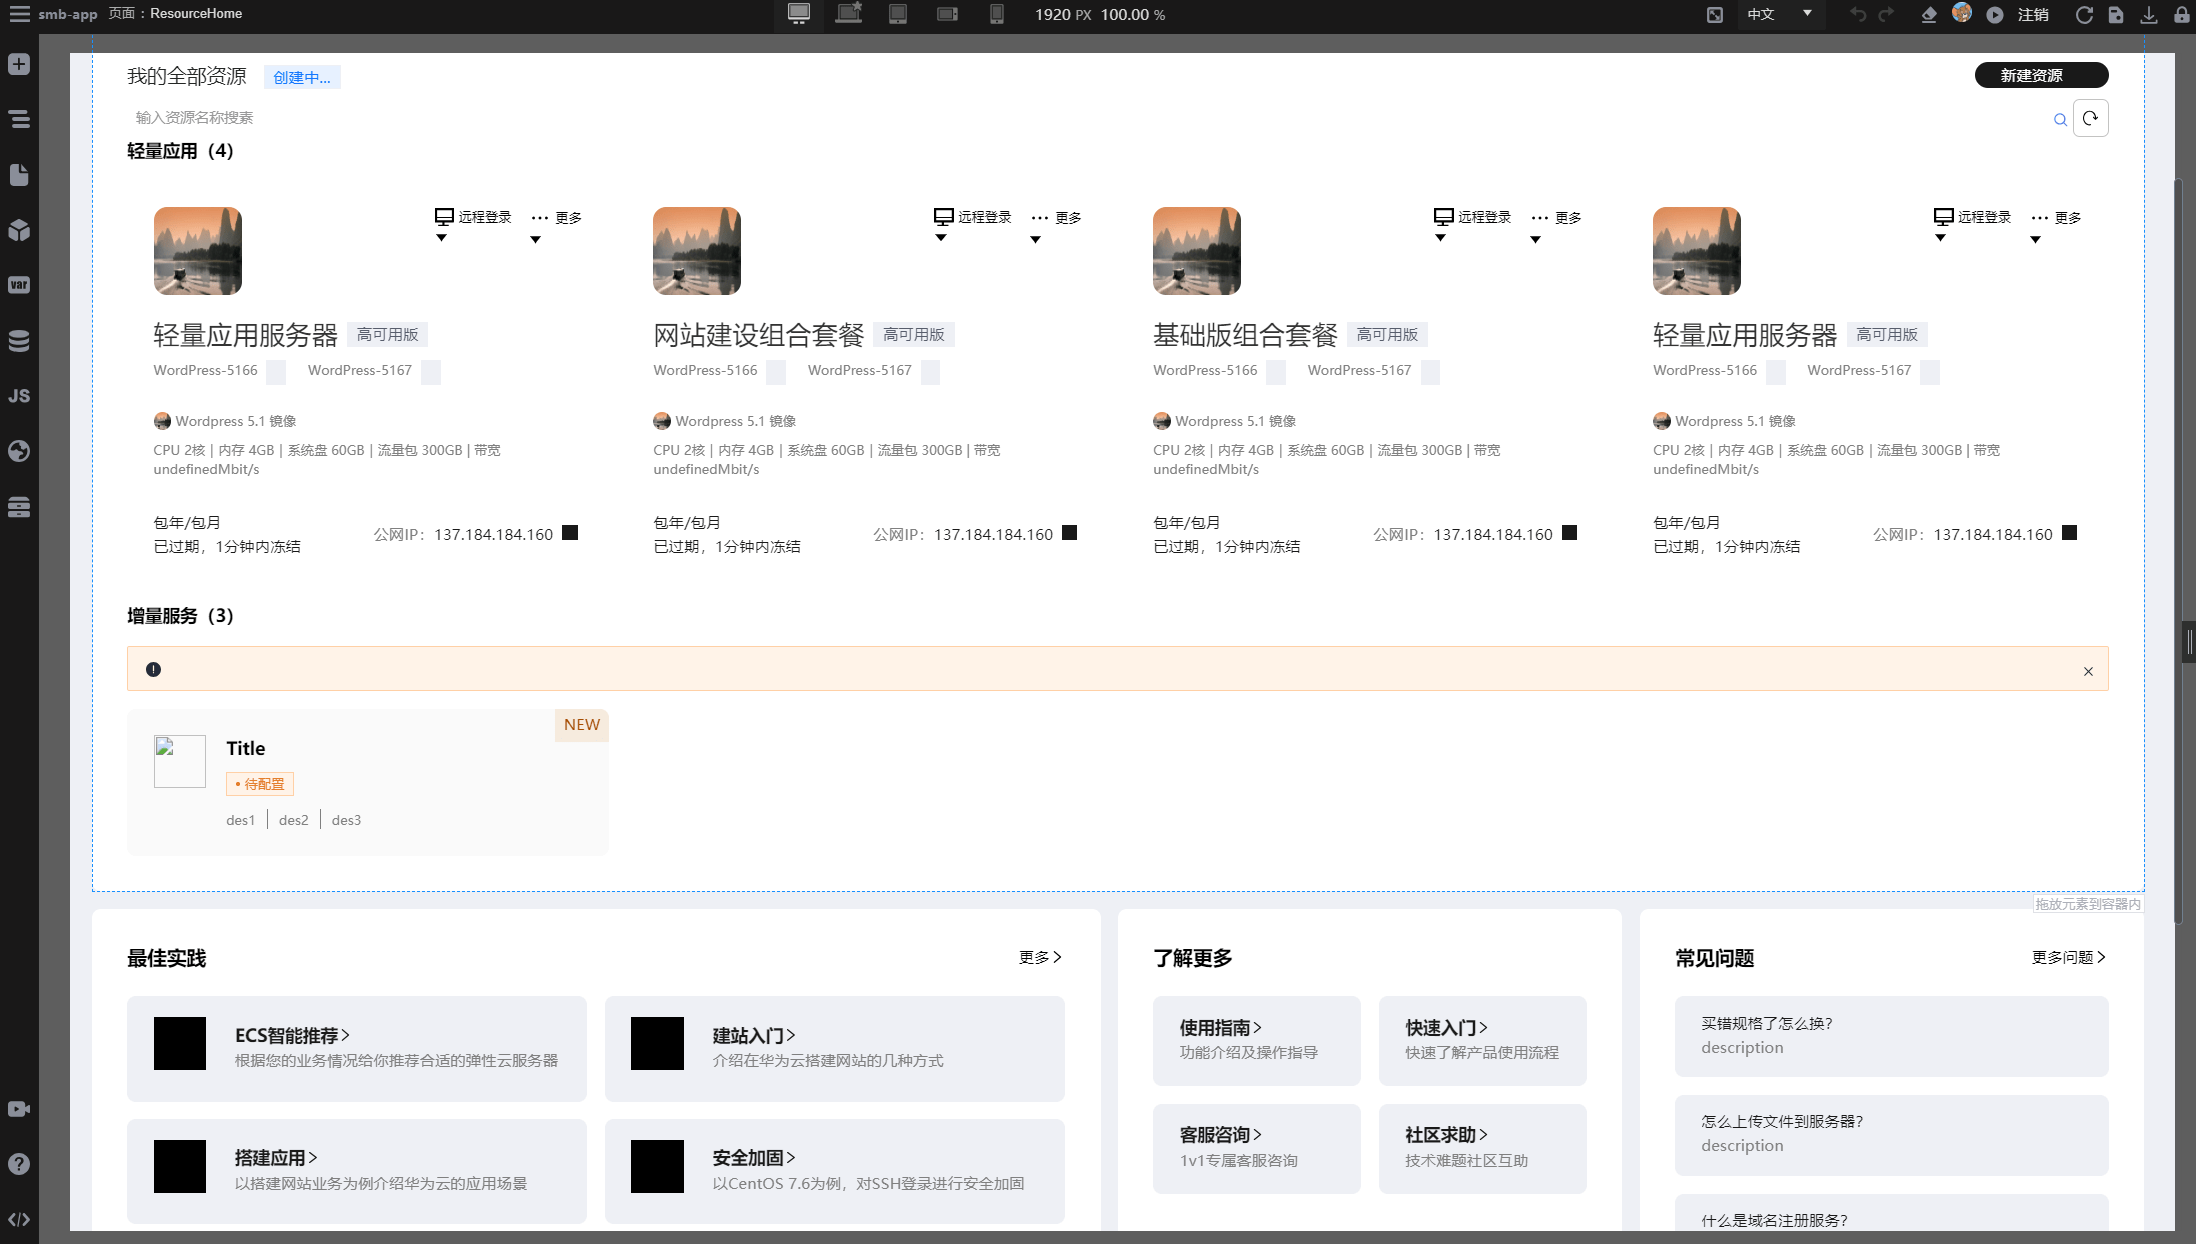 smb-app 页面：ResourceHome
1920 PX 100.00 %
中文
注销
我的全部资源 创建中...
新建资源
输入资源名称搜素
轻量应用（4）
远程登录 ··· 更多
远程登录 ··· 更多
远程登录 ··· 更多
远程登录 ··· 更多
轻量应用服务器 高可用版
网站建设组合套餐 高可用版
基础版组合套餐 高可用版
轻量应用服务器 高可用版
WordPress-5166 WordPress-5167
WordPress-5166 WordPress-5167
WordPress-5166 WordPress-5167
WordPress-5166 WordPress-5167
Wordpress 5.1 镜像
Wordpress 5.1 镜像
Wordpress 5.1 镜像
Wordpress 5.1 镜像
CPU 2核 | 内存 4GB | 系统盘 60GB | 流量包 300GB | 带宽
undefinedMbit/s
CPU 2核 | 内存 4GB | 系统盘 60GB | 流量包 300GB | 带宽
undefinedMbit/s
CPU 2核 | 内存 4GB | 系统盘 60GB | 流量包 300GB | 带宽
undefinedMbit/s
CPU 2核 | 内存 4GB | 系统盘 60GB | 流量包 300GB | 带宽
undefinedMbit/s
包年/包月
已过期，1分钟内冻结
公网IP：137.184.184.160
包年/包月
已过期，1分钟内冻结
公网IP：137.184.184.160
包年/包月
已过期，1分钟内冻结
公网IP：137.184.184.160
包年/包月
已过期，1分钟内冻结
公网IP：137.184.184.160
增量服务（3）
NEW
Title
• 待配置
des1 des2 des3
拖放元素到容器内
最佳实践
更多
ECS智能推荐
根据您的业务情况给你推荐合适的弹性云服务器
建站入门
介绍在华为云搭建网站的几种方式
搭建应用
以搭建网站业务为例介绍华为云的应用场景
安全加固
以CentOS 7.6为例，对SSH登录进行安全加固
了解更多
使用指南
功能介绍及操作指导
快速入门
快速了解产品使用流程
客服咨询
1v1专属客服咨询
社区求助
技术难题社区互助
常见问题
更多问题
买错规格了怎么换?
description
怎么上传文件到服务器?
description
什么是域名注册服务?
var
JS